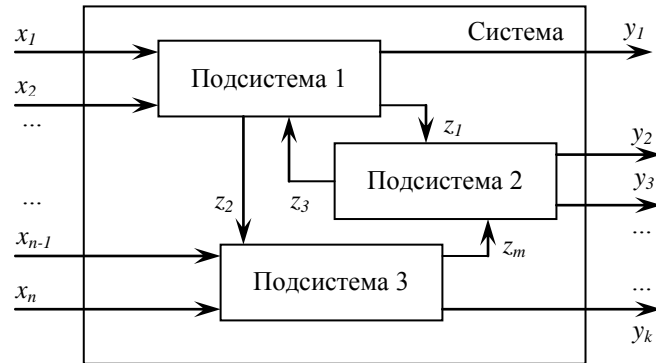 x1
Система
y1
Подсистема 1
x2
...
z1
y2
Подсистема 2
y3
...
z2
z3
...
xn-1
zm
Подсистема 3
...
xn
yk